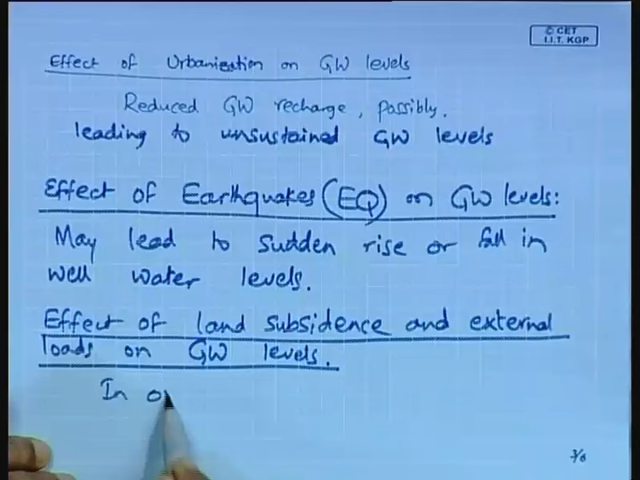 © CET
I.I.T. KGP
Effect of Urbanisation on GW levels
Reduced GW recharge, possibly.
leading to unsustained GW levels
Effect of Earthquakes (EQ) on GW levels:
May lead to sudden rise or fall in
well water levels.
Effect of land subsidence and external
loads on GW levels.
In o